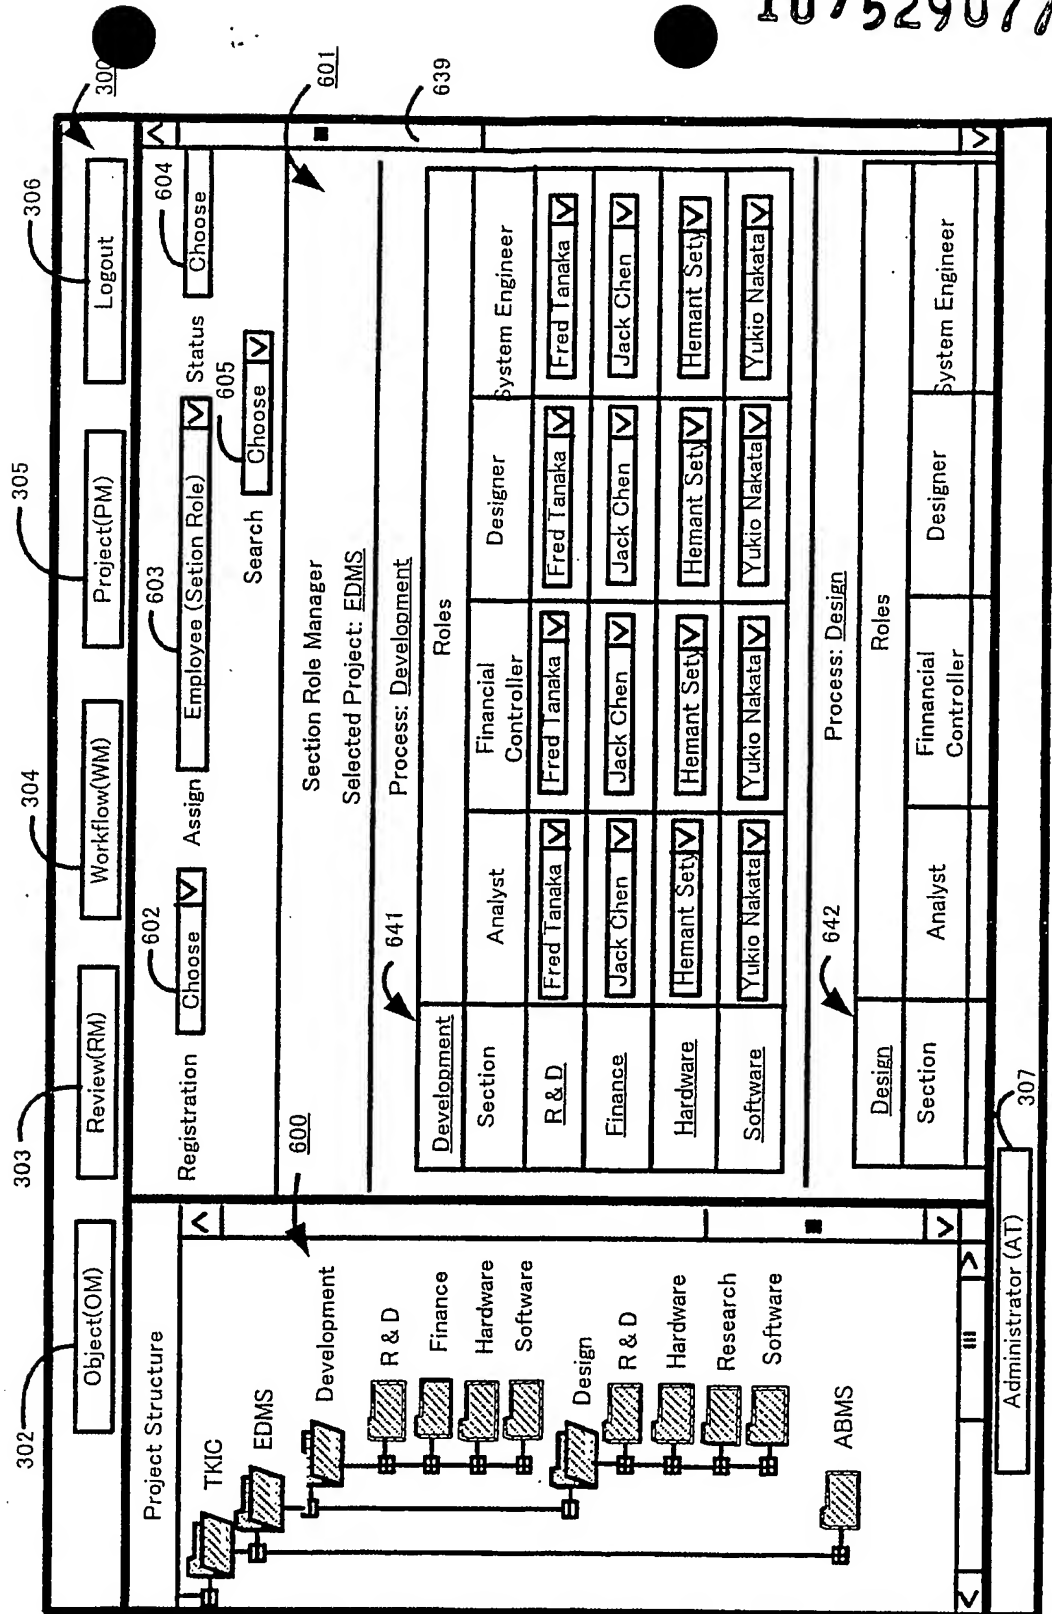 107529077
300
302
303
304
305
306
Object(OM)
Review(RM)
Workflow(WM)
Project(PM)
Logout
Project Structure
TKIC
EDMS
Development
R & D
Finance
Hardware
Software
Design
R & D
Hardware
Research
Software
ABMS
600
602
603
604
Registration Choose Assign Employee (Setion Role) Status Choose
605
Search Choose
601
639
Section Role Manager
Selected Project: EDMS
Process: Development
641
Development Roles
Section Analyst Financial Controller Designer System Engineer
R & D Fred Tanaka Fred Tanaka Fred Tanaka Fred Tanaka
Finance Jack Chen Jack Chen Jack Chen Jack Chen
Hardware Hemant Sety Hemant Sety Hemant Sety Hemant Sety
Software Yukio Nakata Yukio Nakata Yukio Nakata Yukio Nakata
642
Process: Design
Design Roles
Section Analyst Finnancial Controller Designer System Engineer
Administrator (AT)
307